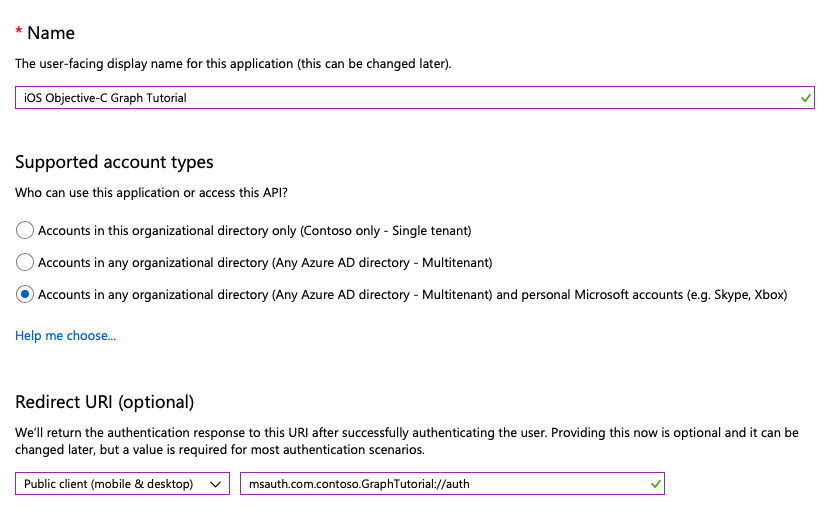 * Name
The user-facing display name for this application (this can be changed later).
iOS Objective-C Graph Tutorial
Supported account types
Who can use this application or access this API?
Accounts in this organizational directory only (Contoso only - Single tenant)
Accounts in any organizational directory (Any Azure AD directory - Multitenant)
Accounts in any organizational directory (Any Azure AD directory - Multitenant) and personal Microsoft accounts (e.g. Skype, Xbox)
Help me choose...
Redirect URI (optional)
We'll return the authentication response to this URI after successfully authenticating the user. Providing this now is optional and it can be
changed later, but a value is required for most authentication scenarios.
Public client (mobile & desktop) msauth.com.contoso.GraphTutorial://auth